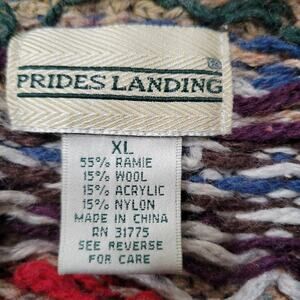 PRIDES LANDING
XL
55% RAMIE
15% WOOL
15% ACRYLIC
15% NYLON
MADE IN CHINA
RN 31775
SEE REVERSE
FOR CARE